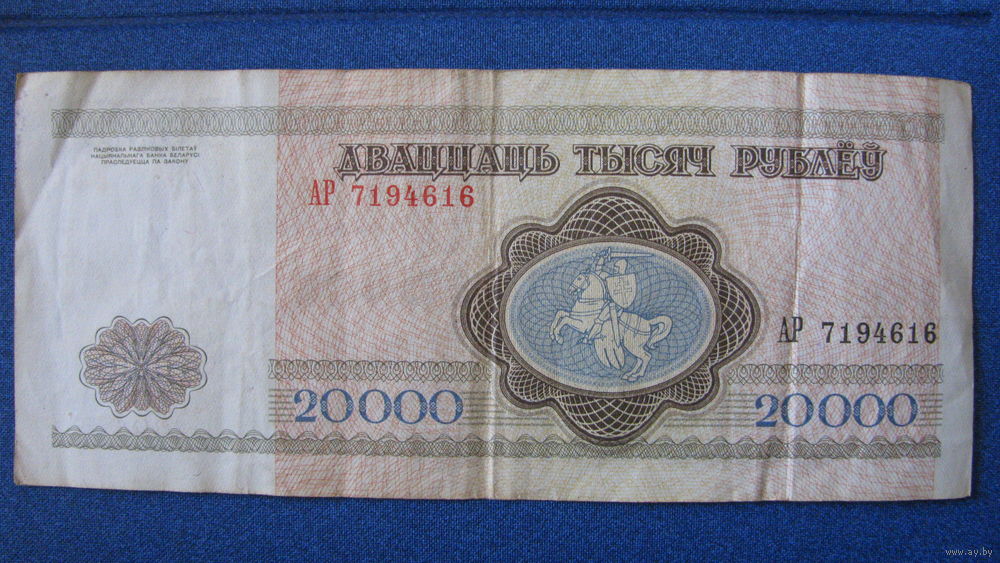 ПАДРОБКА РАЗЛІКОВЫХ БІЛЕТАЎ
НАЦЫЯНАЛЬНАГА БАНКА БЕЛАРУСІ
ПРАСЛЕДУЕЦЦА ПА ЗАКОНУ
ДВАЦЦАЦЬ ТЫСЯЧ РУБЛЁЎ
АР 7194616
АР 7194616
20000
20000
www.ay.by